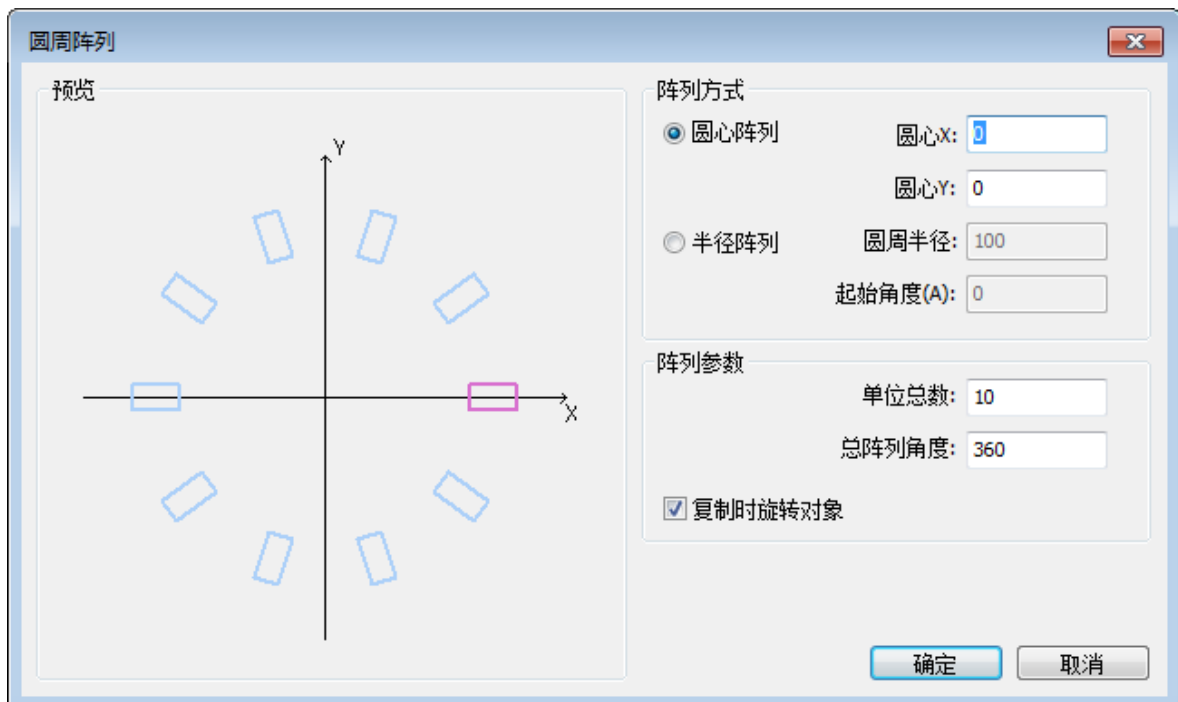 圆周阵列
预览
Y
X
阵列方式
圆心阵列
圆心X: 0
圆心Y: 0
半径阵列
圆周半径: 100
起始角度(A): 0
阵列参数
单位总数: 10
总阵列角度: 360
复制时旋转对象
确定
取消